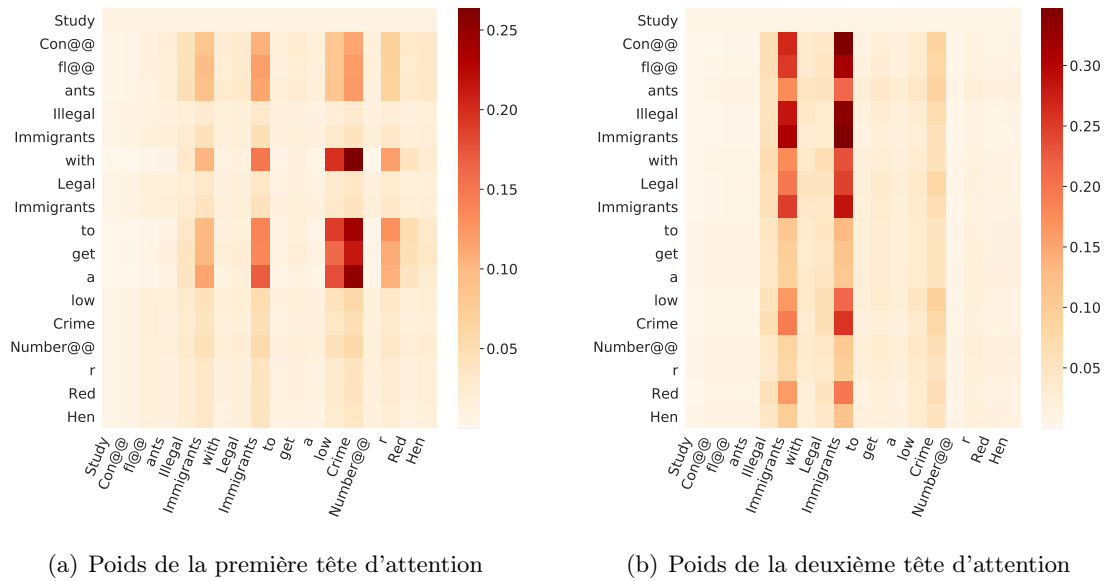 Study
Con@@
fl@@
ants
Illegal
Immigrants
with
Legal
Immigrants
to
get
a
low
Crime
Number@@
r
Red
Hen
Study
Con@@
fl@@
ants
Illegal
Immigrants
with
Legal
Immigrants
to
get
a
low
Crime
Number@@
r
Red
Hen
0.25
0.20
0.15
0.10
0.05
(a) Poids de la première tête d'attention
Study
Con@@
fl@@
ants
Illegal
Immigrants
with
Legal
Immigrants
to
get
a
low
Crime
Number@@
r
Red
Hen
Study
Con@@
fl@@
ants
Illegal
Immigrants
with
Legal
Immigrants
to
get
a
low
Crime
Number@@
r
Red
Hen
0.30
0.25
0.20
0.15
0.10
0.05
(b) Poids de la deuxième tête d'attention